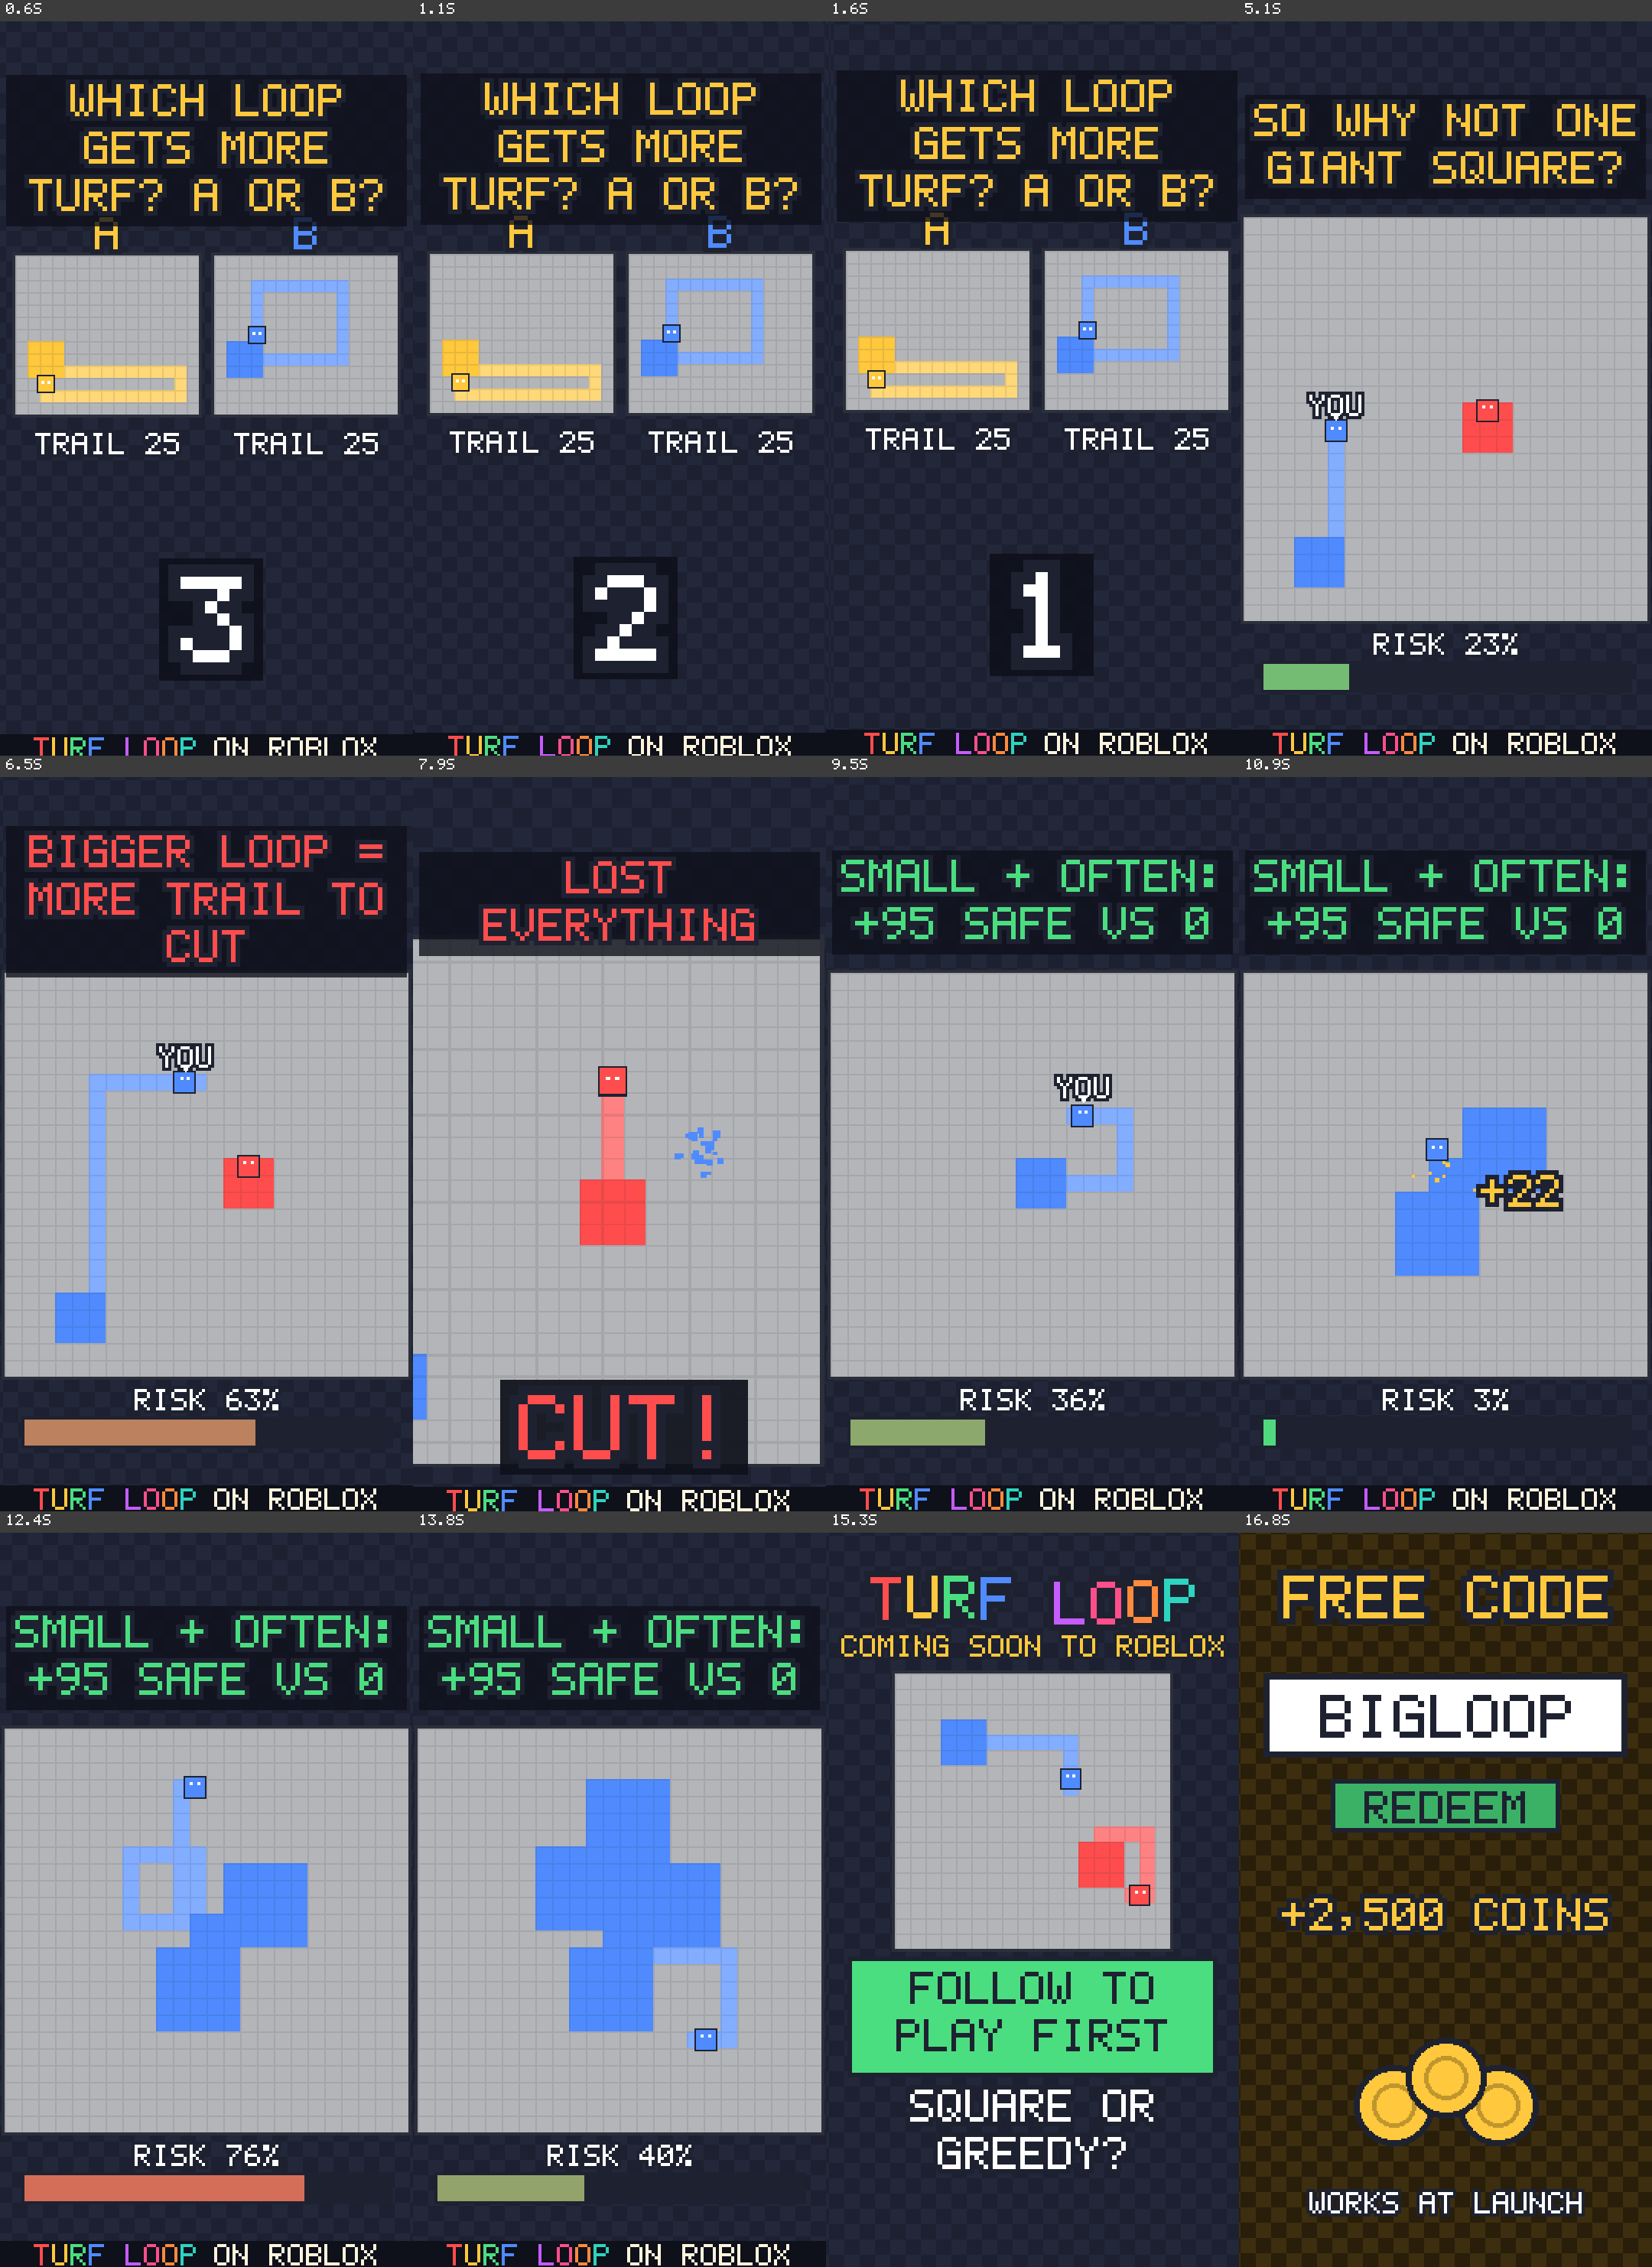 0.6S
WHICH LOOP
GETS MORE
TURF? A OR B?
A B
TRAIL 25 TRAIL 25
3
TURF LOOP ON ROBLOX
1.1S
WHICH LOOP
GETS MORE
TURF? A OR B?
A B
TRAIL 25 TRAIL 25
2
TURF LOOP ON ROBLOX
1.6S
WHICH LOOP
GETS MORE
TURF? A OR B?
A B
TRAIL 25 TRAIL 25
1
TURF LOOP ON ROBLOX
5.1S
SO WHY NOT ONE
GIANT SQUARE?
YOU
RISK 23%
TURF LOOP ON ROBLOX
6.5S
BIGGER LOOP =
MORE TRAIL TO
CUT
YOU
RISK 63%
TURF LOOP ON ROBLOX
7.9S
LOST
EVERYTHING
CUT!
TURF LOOP ON ROBLOX
9.5S
SMALL + OFTEN:
+95 SAFE VS 0
YOU
RISK 36%
TURF LOOP ON ROBLOX
10.9S
SMALL + OFTEN:
+95 SAFE VS 0
+22
RISK 3%
TURF LOOP ON ROBLOX
12.4S
SMALL + OFTEN:
+95 SAFE VS 0
RISK 76%
TURF LOOP ON ROBLOX
13.8S
SMALL + OFTEN:
+95 SAFE VS 0
RISK 40%
TURF LOOP ON ROBLOX
15.3S
TURF LOOP
COMING SOON TO ROBLOX
FOLLOW TO
PLAY FIRST
SQUARE OR
GREEDY?
16.8S
FREE CODE
BIGLOOP
REDEEM
+2,500 COINS
WORKS AT LAUNCH